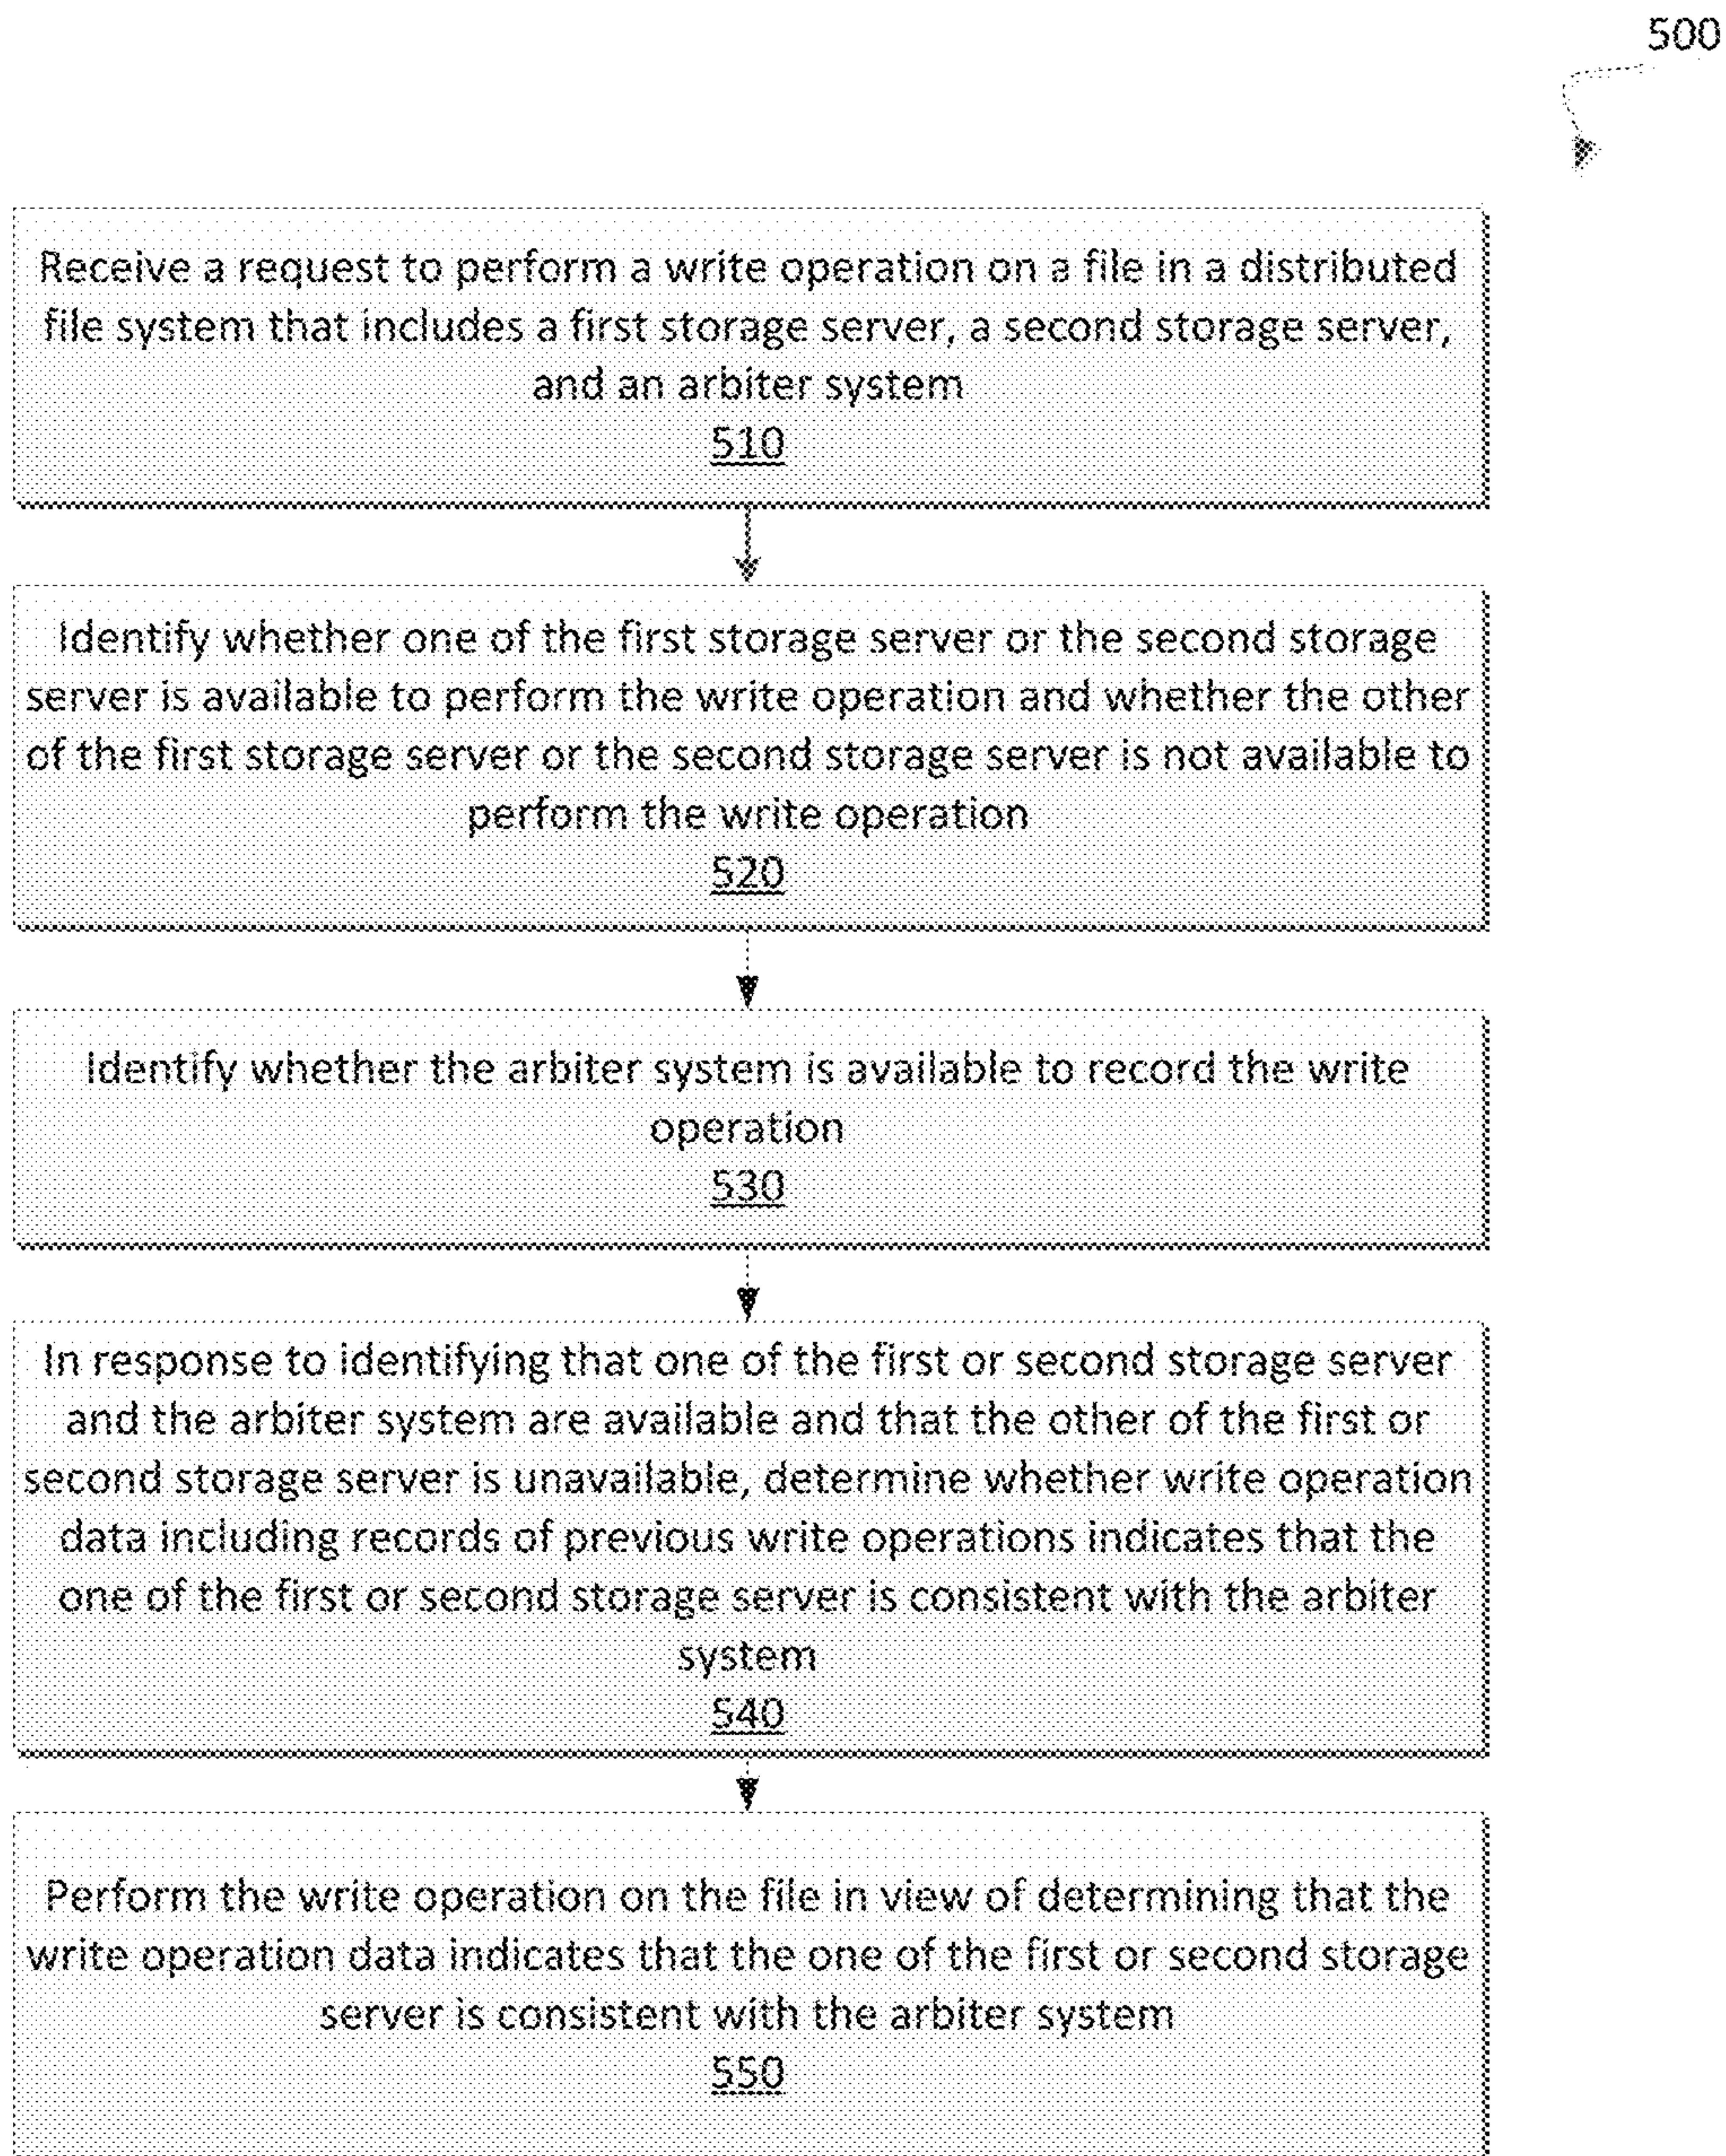 500
Receive a request to perform a write operation on a file in a distributed
file system that includes a first storage server, a second storage server,
and an arbiter system
510
Identify whether one of the first storage server or the second storage
server is available to perform the write operation and whether the other
of the first storage server or the second storage server is not available to
perform the write operation
520
Identify whether the arbiter system is available to record the write
operation
530
In response to identifying that one of the first or second storage server
and the arbiter system are available and that the other of the first or
second storage server is unavailable, determine whether write operation
data including records of previous write operations indicates that the
one of the first or second storage server is consistent with the arbiter
system
540
Perform the write operation on the file in view of determining that the
write operation data indicates that the one of the first or second storage
server is consistent with the arbiter system
550